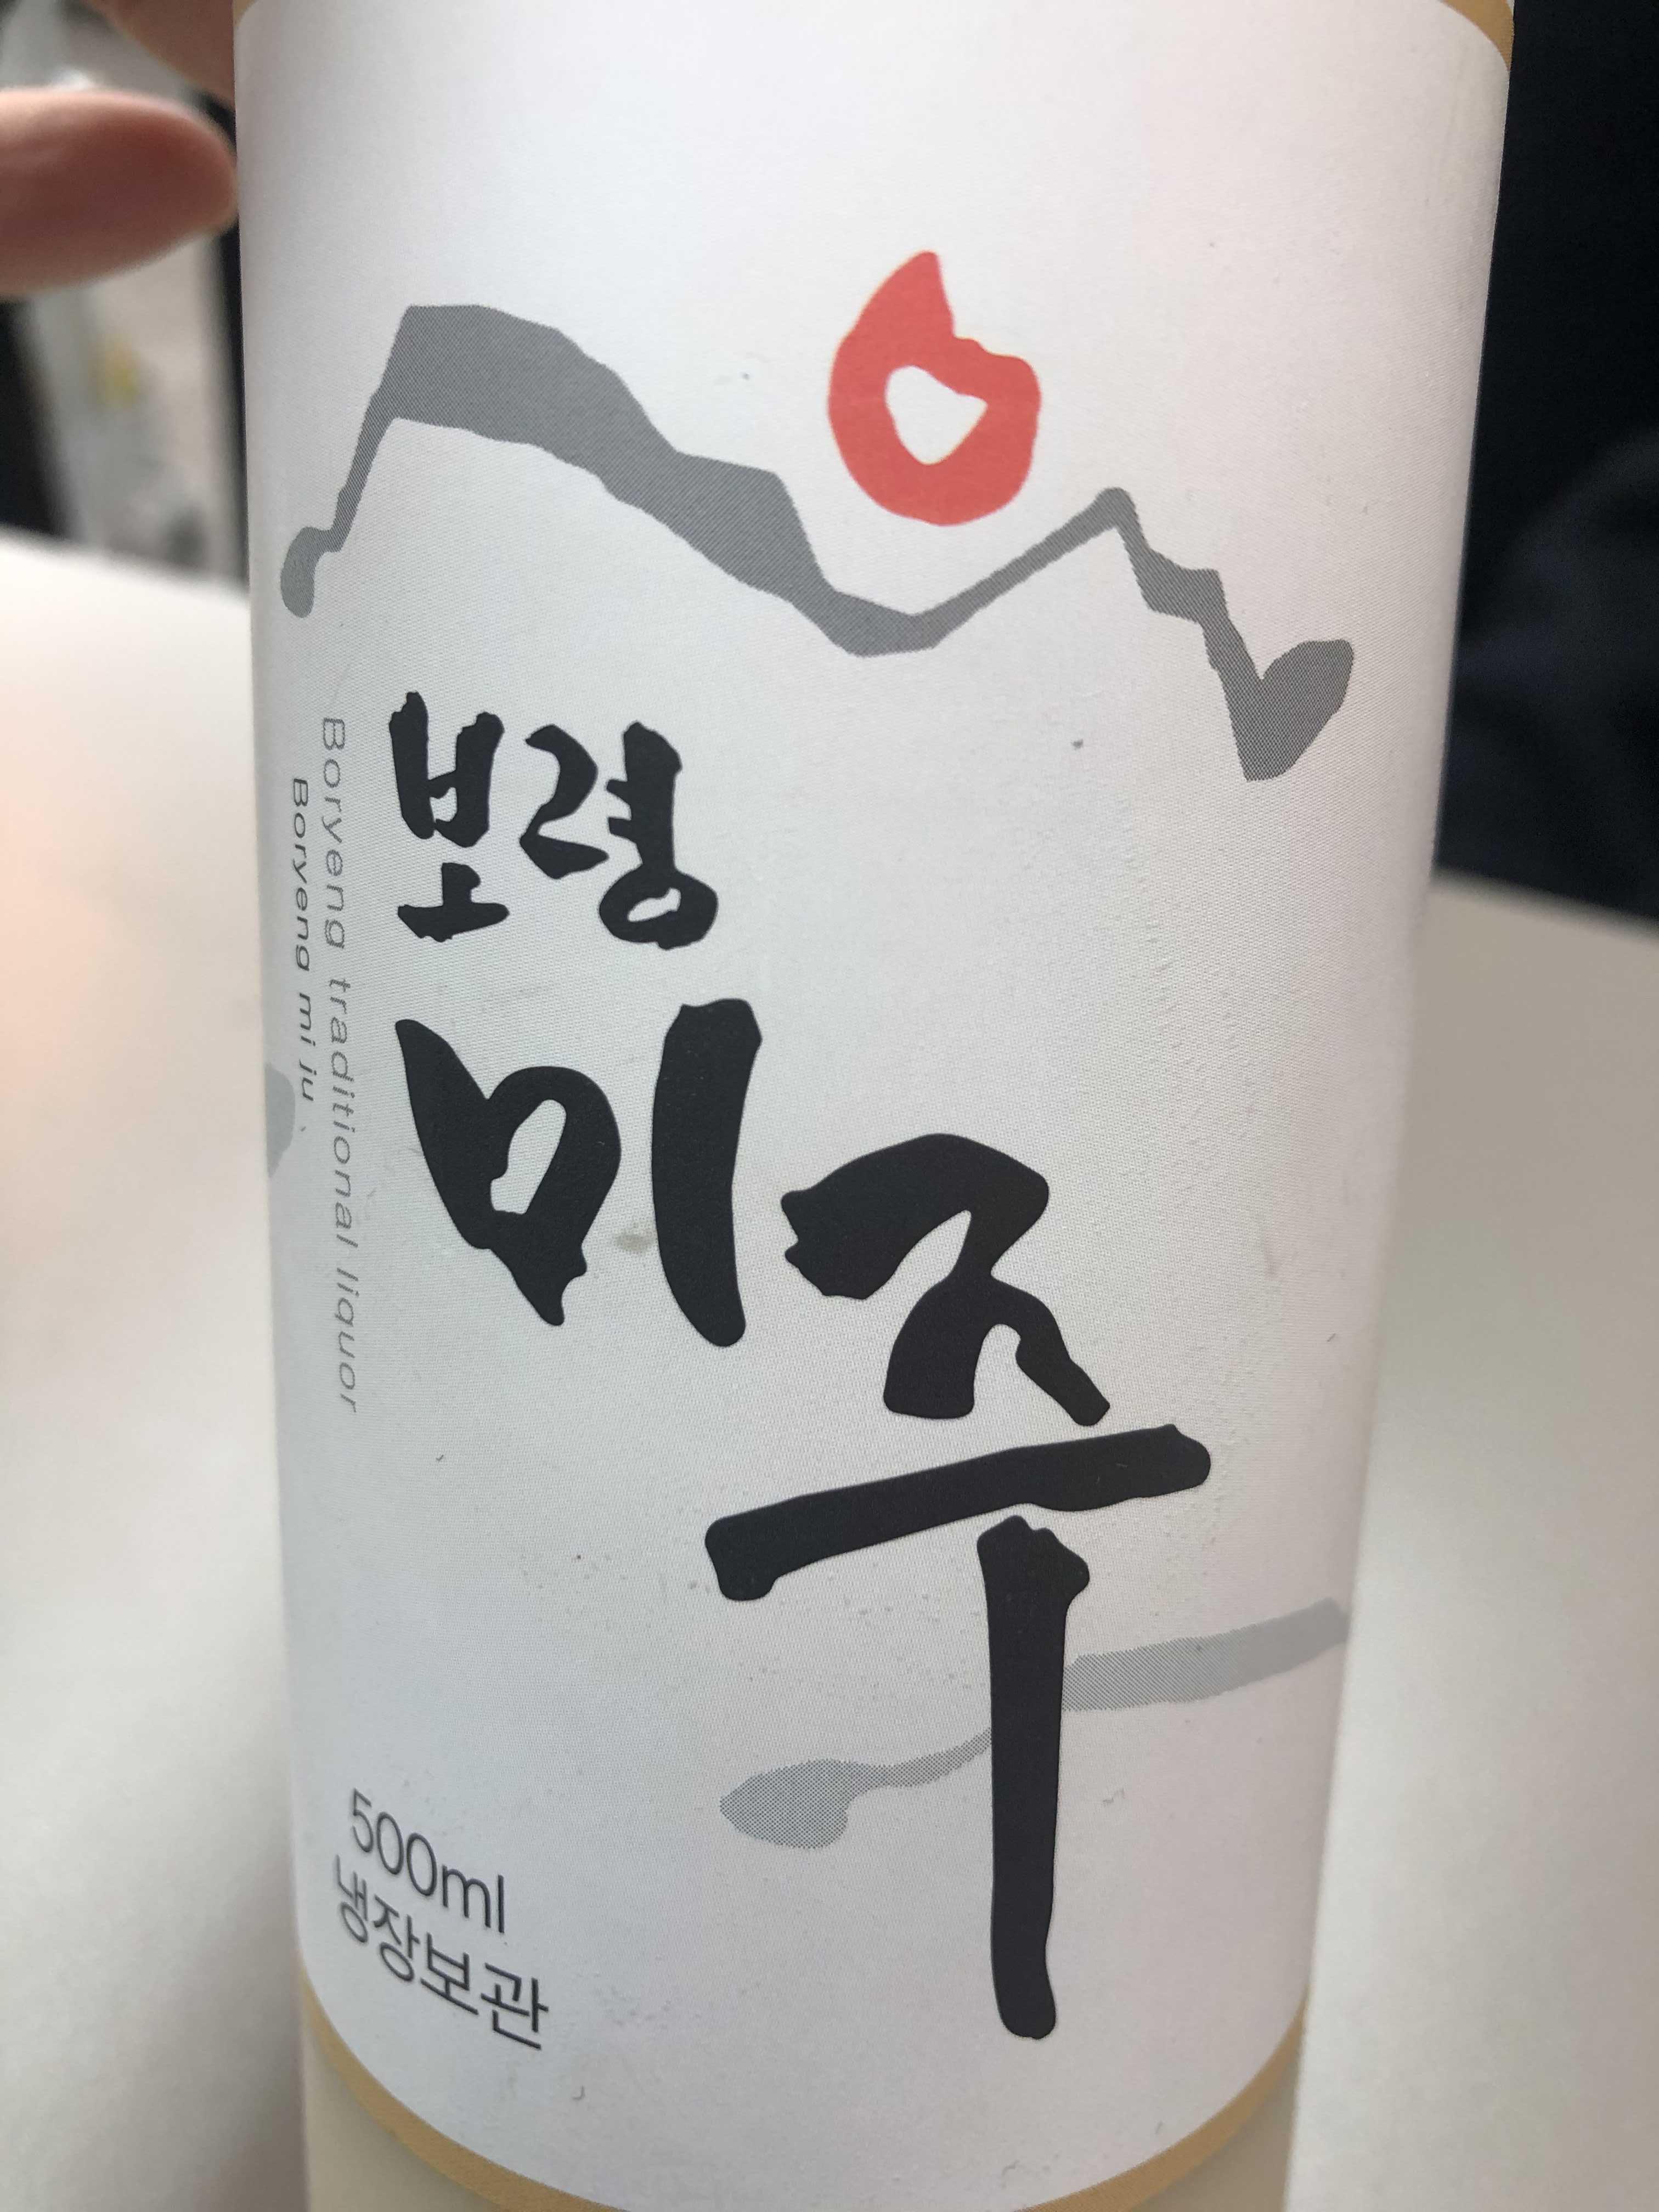 보령
미주
Boryeng traditional liquor
Boryeng mi ju
500ml
냉장보관